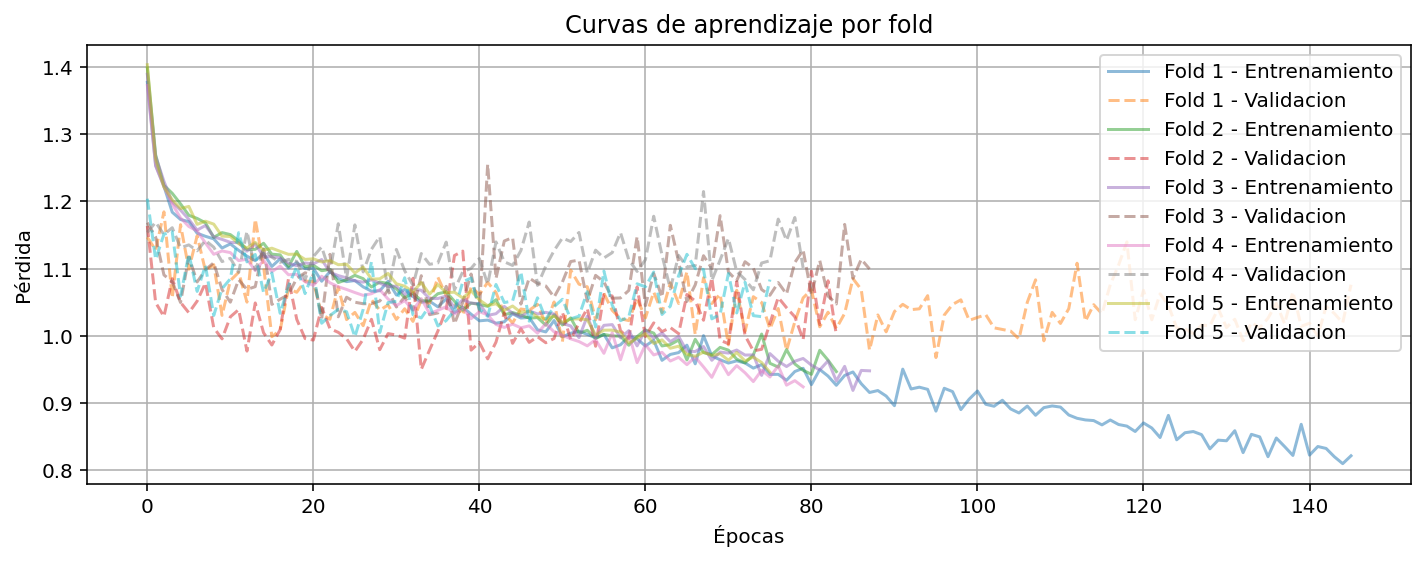 Curvas de aprendizaje por fold
Pérdida
1.4
1.3
1.2
1.1
1.0
0.9
0.8
0
20
40
60
80
100
120
140
Épocas
Fold 1 - Entrenamiento
Fold 1 - Validacion
Fold 2 - Entrenamiento
Fold 2 - Validacion
Fold 3 - Entrenamiento
Fold 3 - Validacion
Fold 4 - Entrenamiento
Fold 4 - Validacion
Fold 5 - Entrenamiento
Fold 5 - Validacion